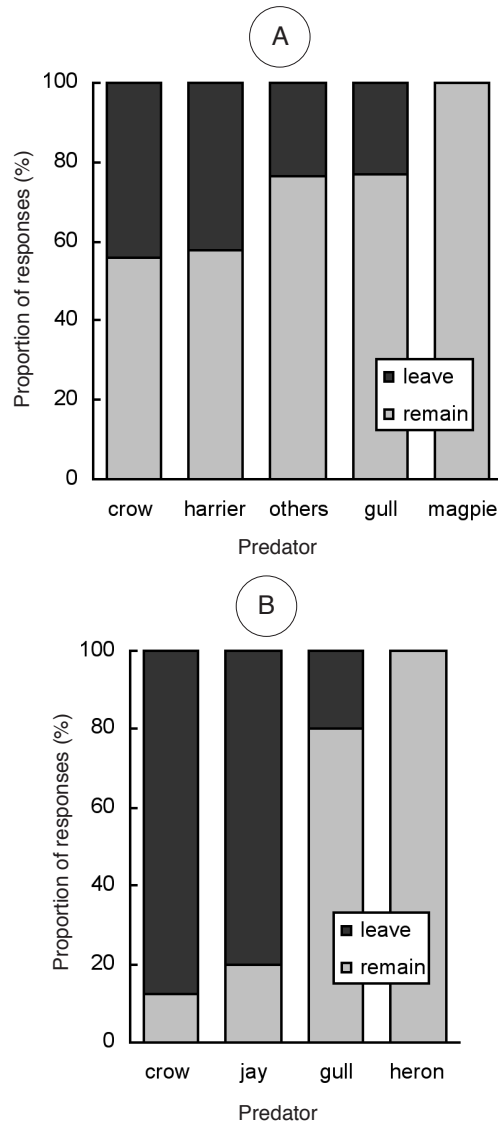 A
Proportion of responses (%)
100
80
60
40
20
0
leave
remain
crow harrier others gull magpie
Predator
B
Proportion of responses (%)
100
80
60
40
20
0
leave
remain
crow jay gull heron
Predator